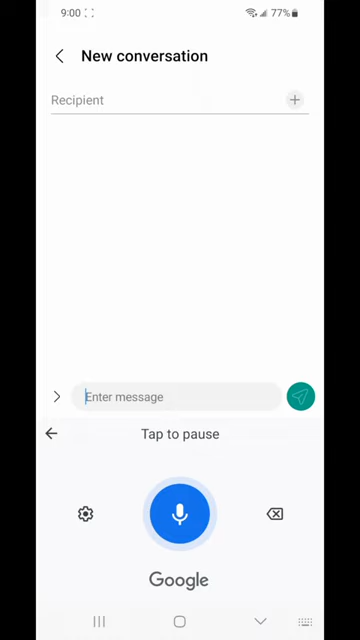 9:00 77%
New conversation
Recipient
Enter message
Tap to pause
Google